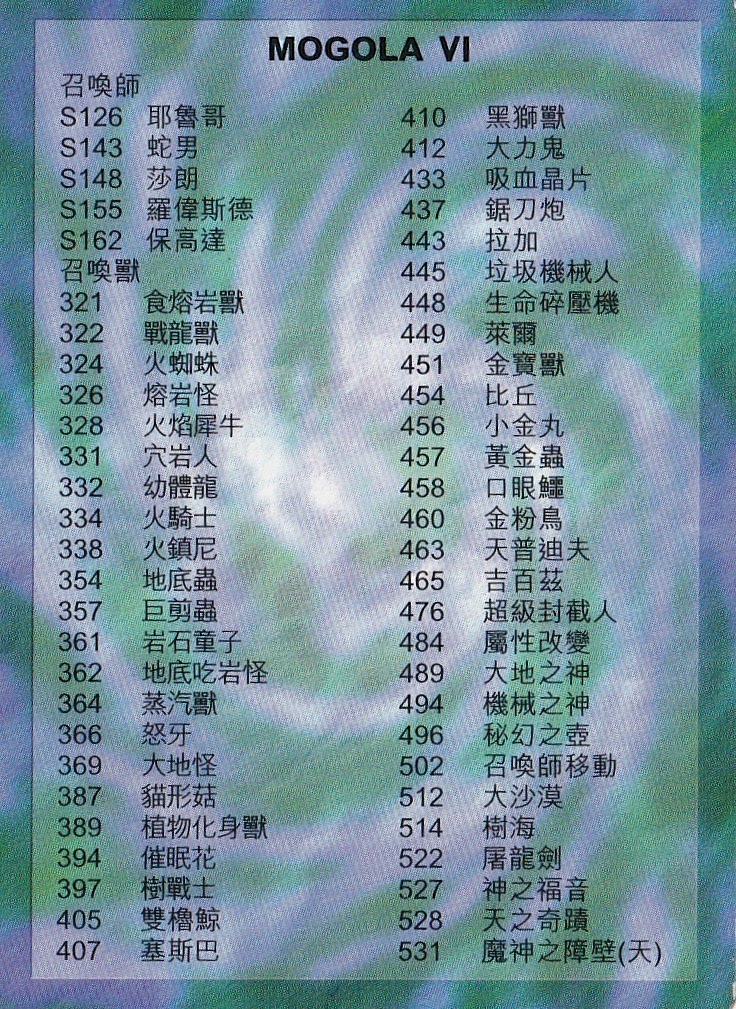 MOGOLA VI
召喚師
S126 耶魯哥
S143 蛇男
S148 莎朗
S155 羅偉斯德
S162 保高達
召喚獸
321 食熔岩獸
322 戰龍獸
324 火蜘蛛
326 熔岩怪
328 火焰犀牛
331 穴岩人
332 幼體龍
334 火騎士
338 火鎮尼
354 地底蟲
357 巨剪蟲
361 岩石童子
362 地底吃岩怪
364 蒸汽獸
366 怒牙
369 大地怪
387 貓形菇
389 植物化身獸
394 催眠花
397 樹戰士
405 雙櫓鯨
407 塞斯巴
410 黑獅獸
412 大力鬼
433 吸血晶片
437 鋸刀炮
443 拉加
445 垃圾機械人
448 生命碎壓機
449 萊爾
451 金寶獸
454 比丘
456 小金丸
457 黃金蟲
458 口眼鱷
460 金粉鳥
463 天普迪夫
465 吉百茲
476 超級封截人
484 屬性改變
489 大地之神
494 機械之神
496 秘幻之壺
502 召喚師移動
512 大沙漠
514 樹海
522 屠龍劍
527 神之福音
528 天之奇蹟
531 魔神之障壁(天)